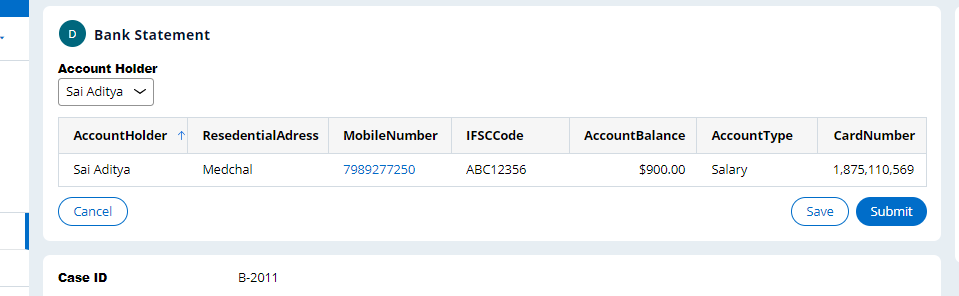 D Bank Statement
Account Holder
Sai Aditya
AccountHolder ↑ ResedentialAdress MobileNumber IFSCCode AccountBalance AccountType CardNumber
Sai Aditya Medchal 7989277250 ABC12356 $900.00 Salary 1,875,110,569
Cancel Save Submit
Case ID B-2011